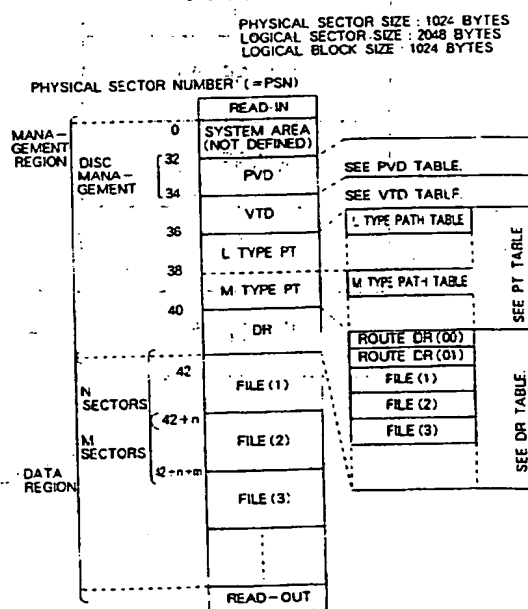 PHYSICAL SECTOR SIZE : 1024 BYTES
LOGICAL SECTOR SIZE : 2048 BYTES
LOGICAL BLOCK SIZE : 1024 BYTES
PHYSICAL SECTOR NUMBER (=PSN)
READ-IN
MANA-
GEMENT
REGION
DISC
MANA-
GEMENT
0
SYSTEM AREA
(NOT DEFINED)
32
PVD
SEE PVD TABLE.
34
VTD
SEE VTD TABLE.
36
L TYPE PT
L TYPE PATH TABLE
38
M TYPE PT
M TYPE PATH TABLE
SEE PT TABLE
40
DR
ROUTE DR(00)
ROUTE DR(01)
FILE(1)
FILE(2)
FILE(3)
SEE DR TABLE.
42
N
SECTORS
FILE(1)
42+n
M
SECTORS
FILE(2)
42+n+m
DATA
REGION
FILE(3)
READ-OUT